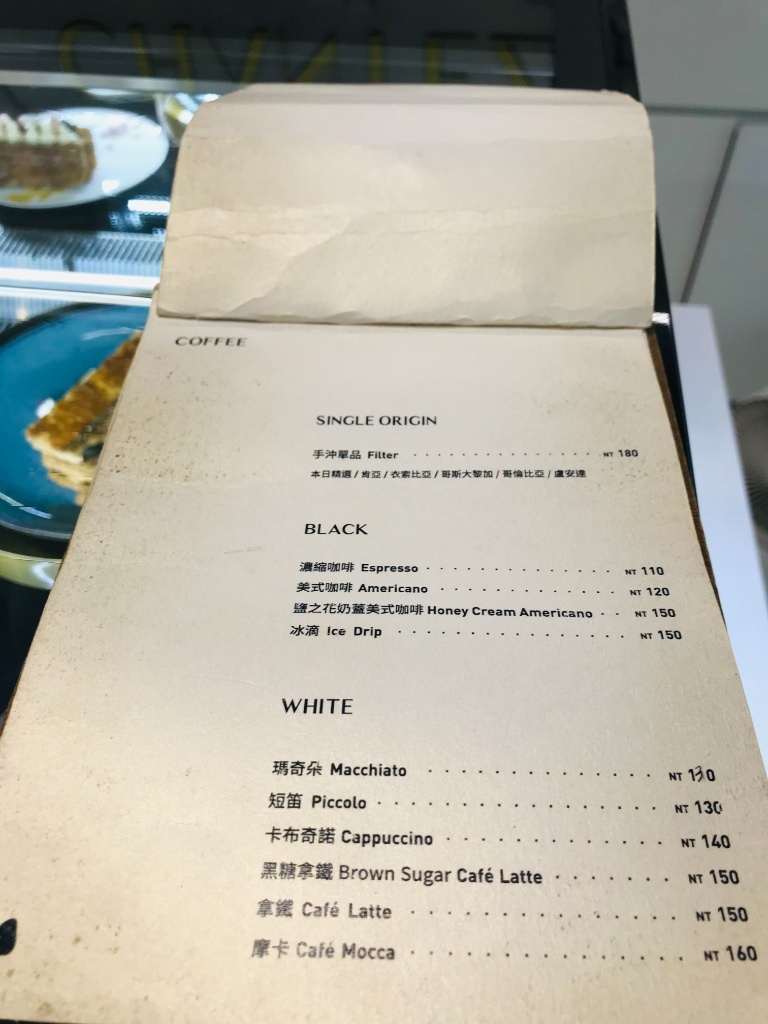 COFFEE
SINGLE ORIGIN
手沖單品 Filter · · · · · · · · · · · · · · · NT 180
本日精選 / 肯亞 / 衣索比亞 / 哥斯大黎加 / 哥倫比亞 / 盧安達
BLACK
濃縮咖啡 Espresso · · · · · · · · · · · · · · NT 110
美式咖啡 Americano · · · · · · · · · · · · · NT 120
鹽之花奶蓋美式咖啡 Honey Cream Americano · · NT 150
冰滴 Ice Drip · · · · · · · · · · · · · · · NT 150
WHITE
瑪奇朵 Macchiato · · · · · · · · · · · · · · NT 130
短笛 Piccolo · · · · · · · · · · · · · · · · NT 130
卡布奇諾 Cappuccino · · · · · · · · · · · · NT 140
黑糖拿鐵 Brown Sugar Café Latte · · · · · · · NT 150
拿鐵 Café Latte · · · · · · · · · · · · · · NT 150
摩卡 Café Mocca · · · · · · · · · · · · · · NT 160